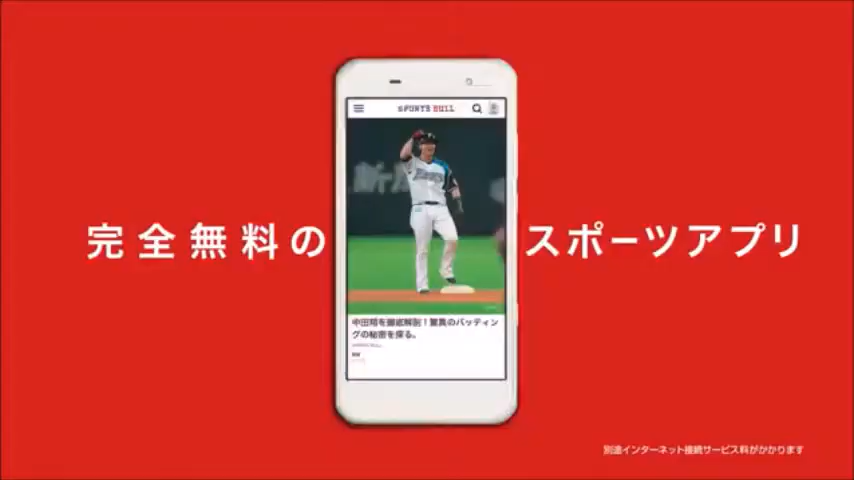 完全無料の
スポーツアプリ
SPORTS BULL
中田翔を徹底解剖！驚異のバッティン
グの秘密を探る。
別途インターネット接続サービス料がかかります